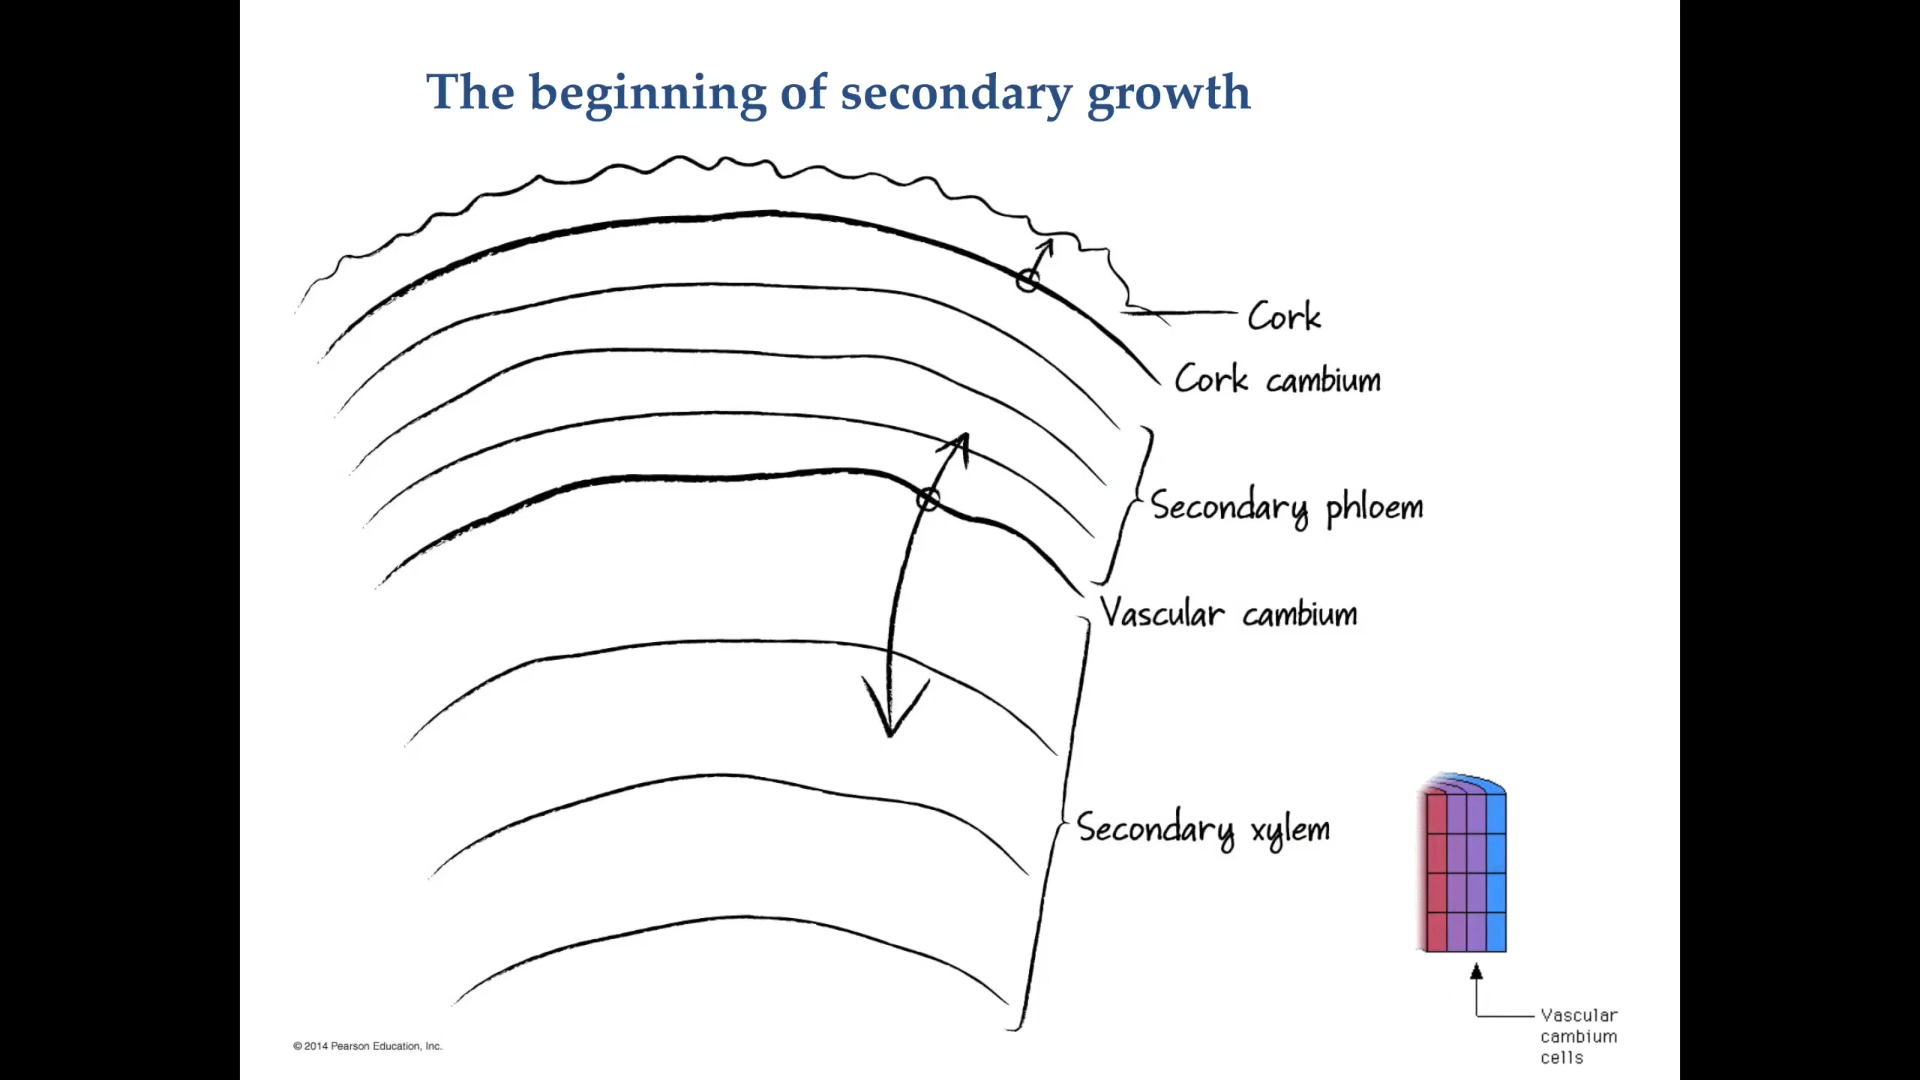 The beginning of secondary growth
Cork
Cork cambium
Secondary phloem
Vascular cambium
Secondary xylem
Vascular
cambium
cells
© 2014 Pearson Education, Inc.